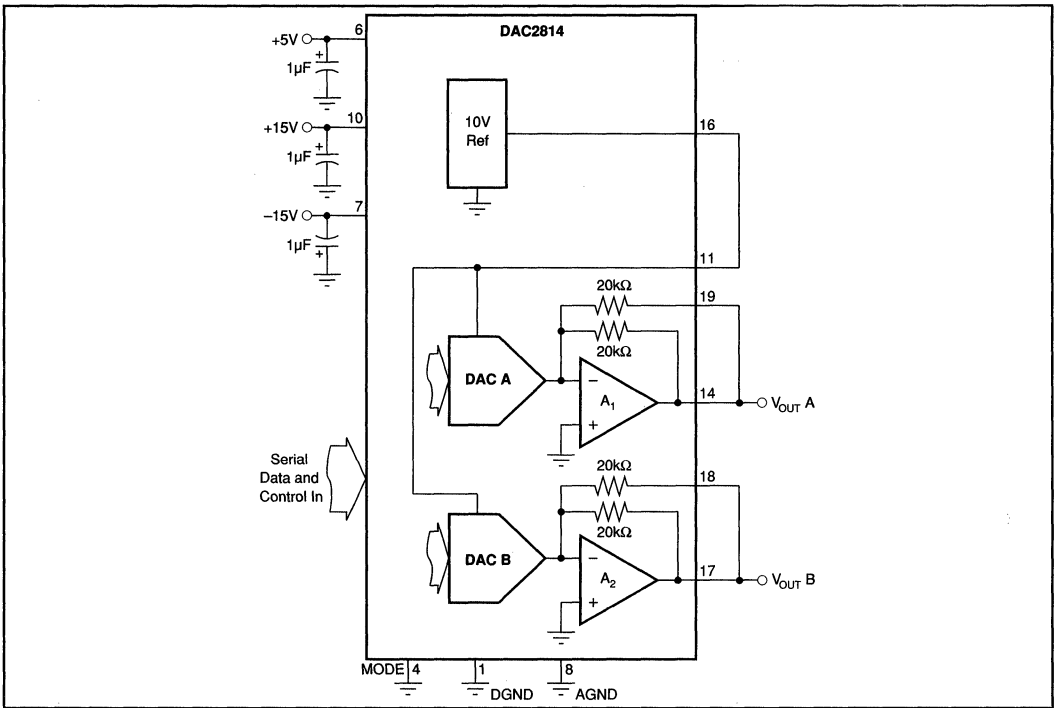 DAC2814
+5V
6
1µF
+
10V
Ref
16
+15V
10
1µF
+
−15V
7
1µF
+
11
20kΩ
19
20kΩ
DAC A
−
A1
+
14
VOUT A
Serial
Data and
Control In
20kΩ
18
20kΩ
DAC B
−
A2
+
17
VOUT B
MODE
4
1
DGND
8
AGND